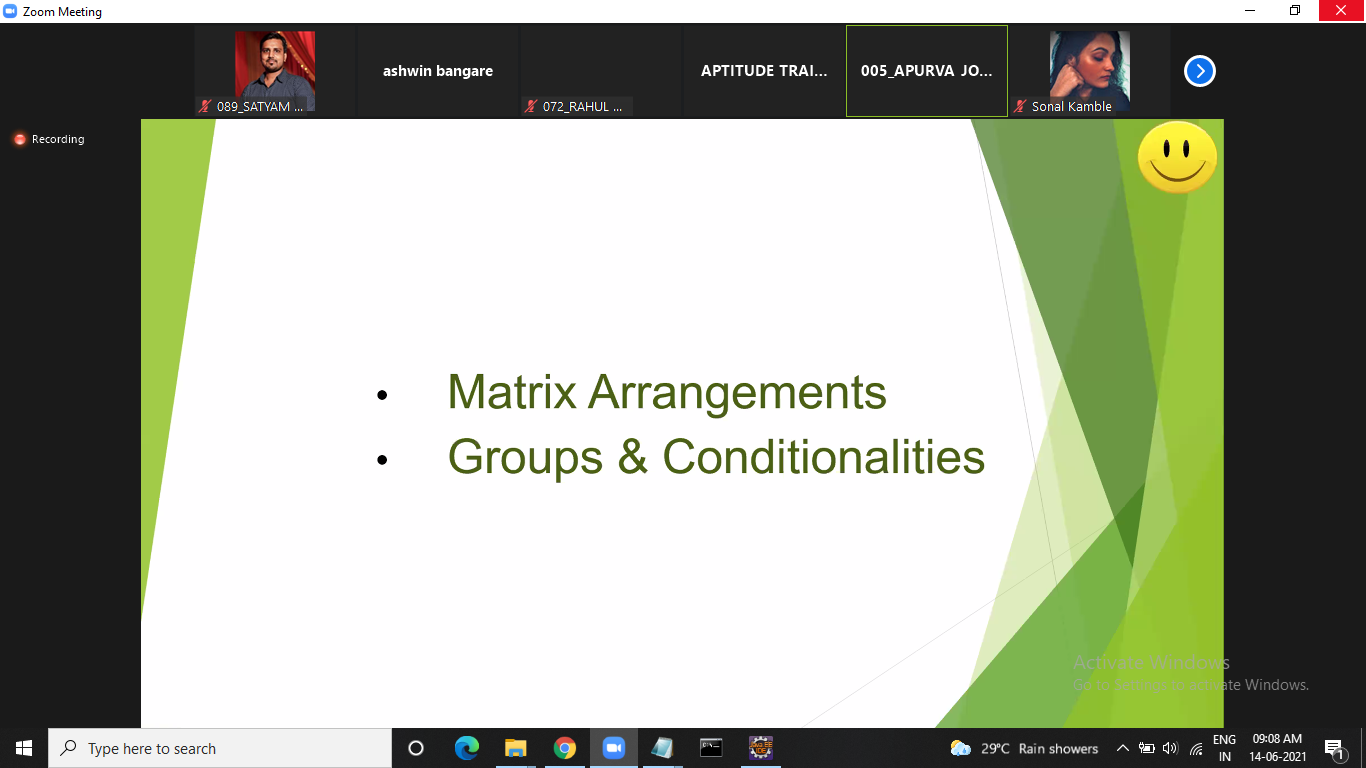 Zoom Meeting
089_SATYAM ...
ashwin bangare
072_RAHUL ...
APTITUDE TRAI...
005_APURVA JO...
Sonal Kamble
Recording
• Matrix Arrangements
• Groups & Conditionalities
Activate Windows
Go to Settings to activate Windows.
Type here to search
29°C Rain showers
ENG
IN
09:08 AM
14-06-2021
1